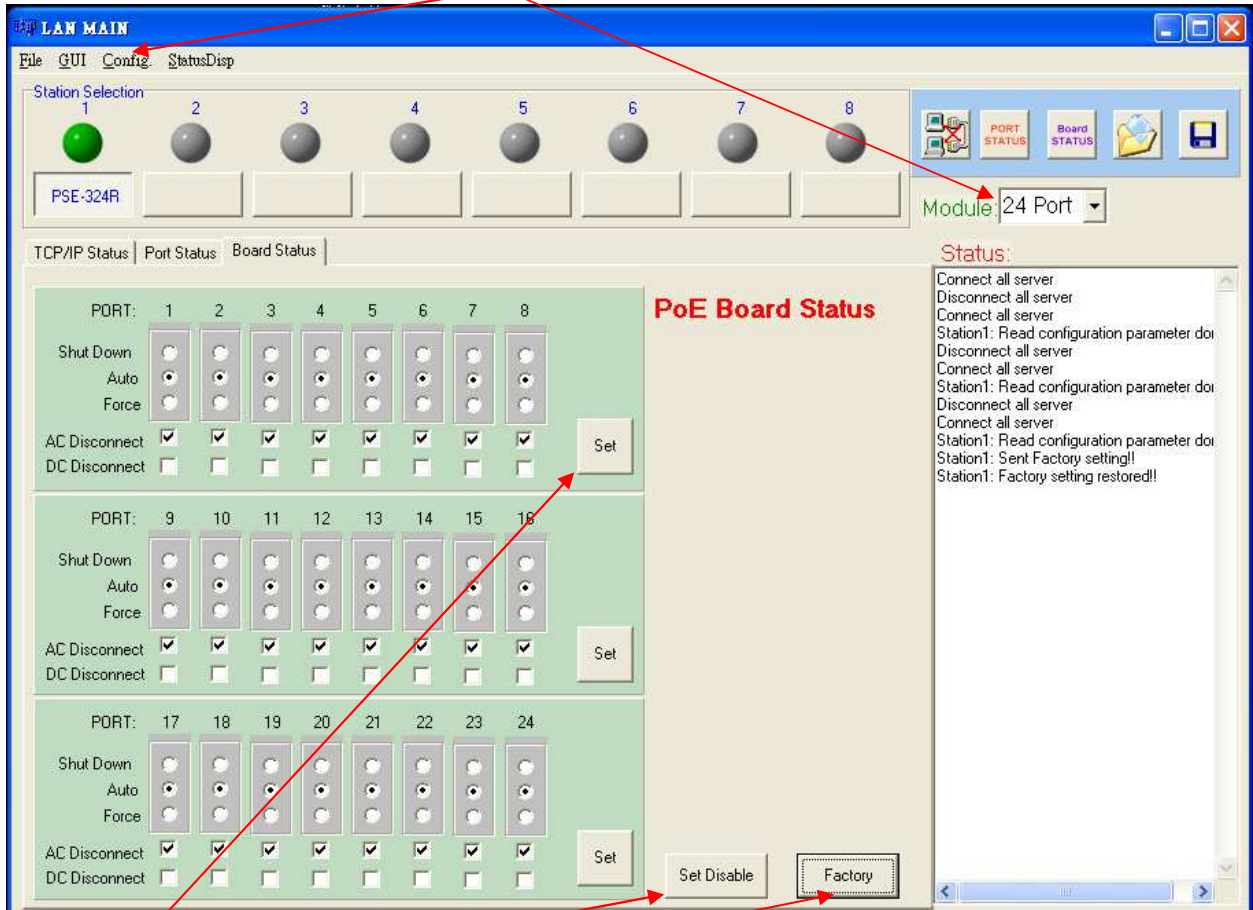 LAN MAIN
File GUI Config. StatusDisp
Station Selection
1 2 3 4 5 6 7 8
PORT STATUS
Board STATUS
PSE-324R
Module: 24 Port
TCP/IP Status Port Status Board Status
Status:
Connect all server
Disconnect all server
Connect all server
Station1: Read configuration parameter
Disconnect all server
Connect all server
Station1: Read configuration parameter
Disconnect all server
Connect all server
Station1: Read configuration parameter
Station1: Sent Factory setting!!
Station1: Factory setting restored!!
PoE Board Status
PORT: 1 2 3 4 5 6 7 8
Shut Down
Auto
Force
AC Disconnect
DC Disconnect
Set
PORT: 9 10 11 12 13 14 15 16
Shut Down
Auto
Force
AC Disconnect
DC Disconnect
Set
PORT: 17 18 19 20 21 22 23 24
Shut Down
Auto
Force
AC Disconnect
DC Disconnect
Set
Set Disable
Factory